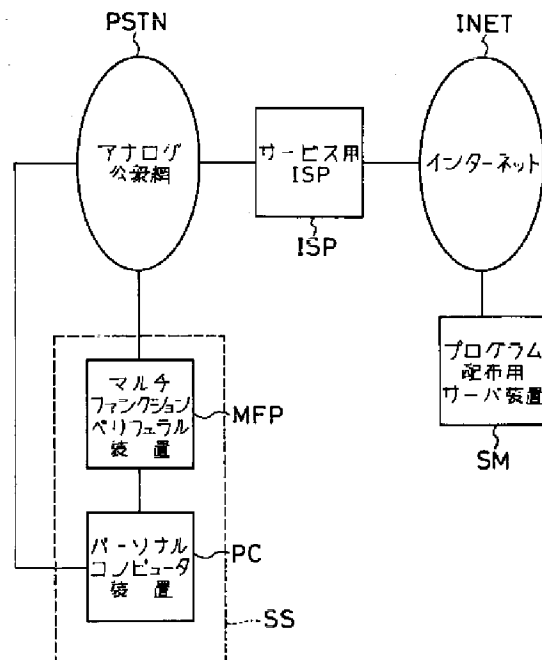 PSTN
INET
アナログ
公衆網
サービス用
ISP
インターネット
ISP
プログラム
配布用
サーバ装置
SM
マルチ
ファンクション
ペリフェラル
装置
MFP
パーソナル
コンピュータ
装置
PC
SS